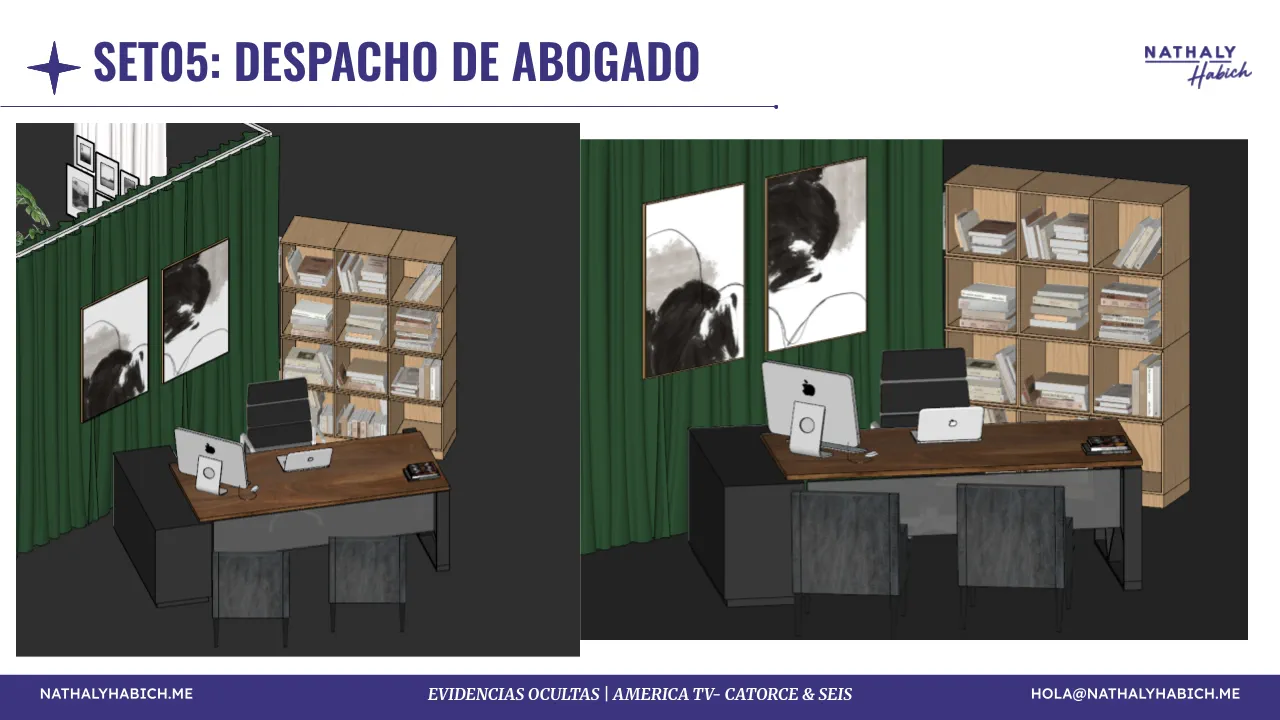 SET05: DESPACHO DE ABOGADO
NATHALY
Habich
NATHALYHABICH.ME
EVIDENCIAS OCULTAS | AMERICA TV- CATORCE & SEIS
HOLA@NATHALYHABICH.ME